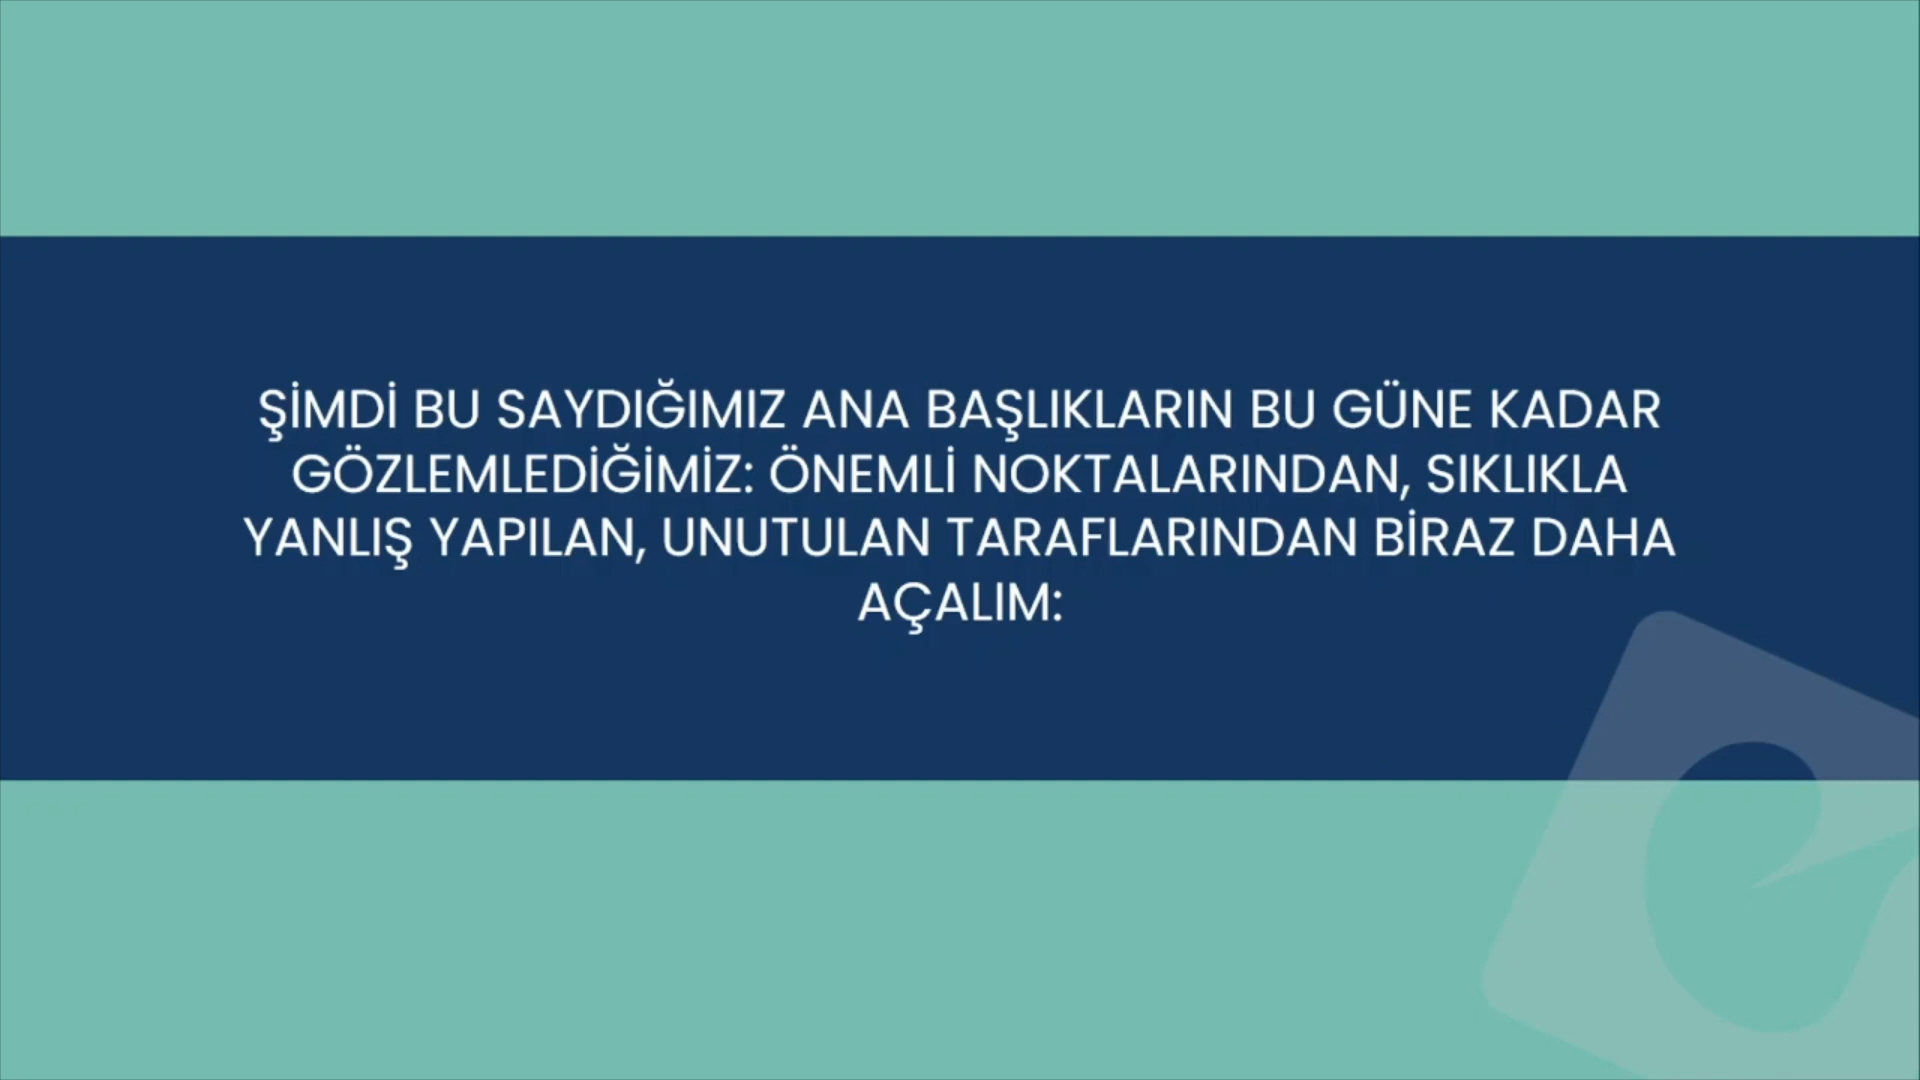 ŞİMDİ BU SAYDIĞIMIZ ANA BAŞLIKLARIN BU GÜNE KADAR
GÖZLEMLEDİĞİMİZ: ÖNEMLİ NOKTALARINDAN, SIKLIKLA
YANLIŞ YAPILAN, UNUTULAN TARAFLARINDAN BİRAZ DAHA
AÇALIM: